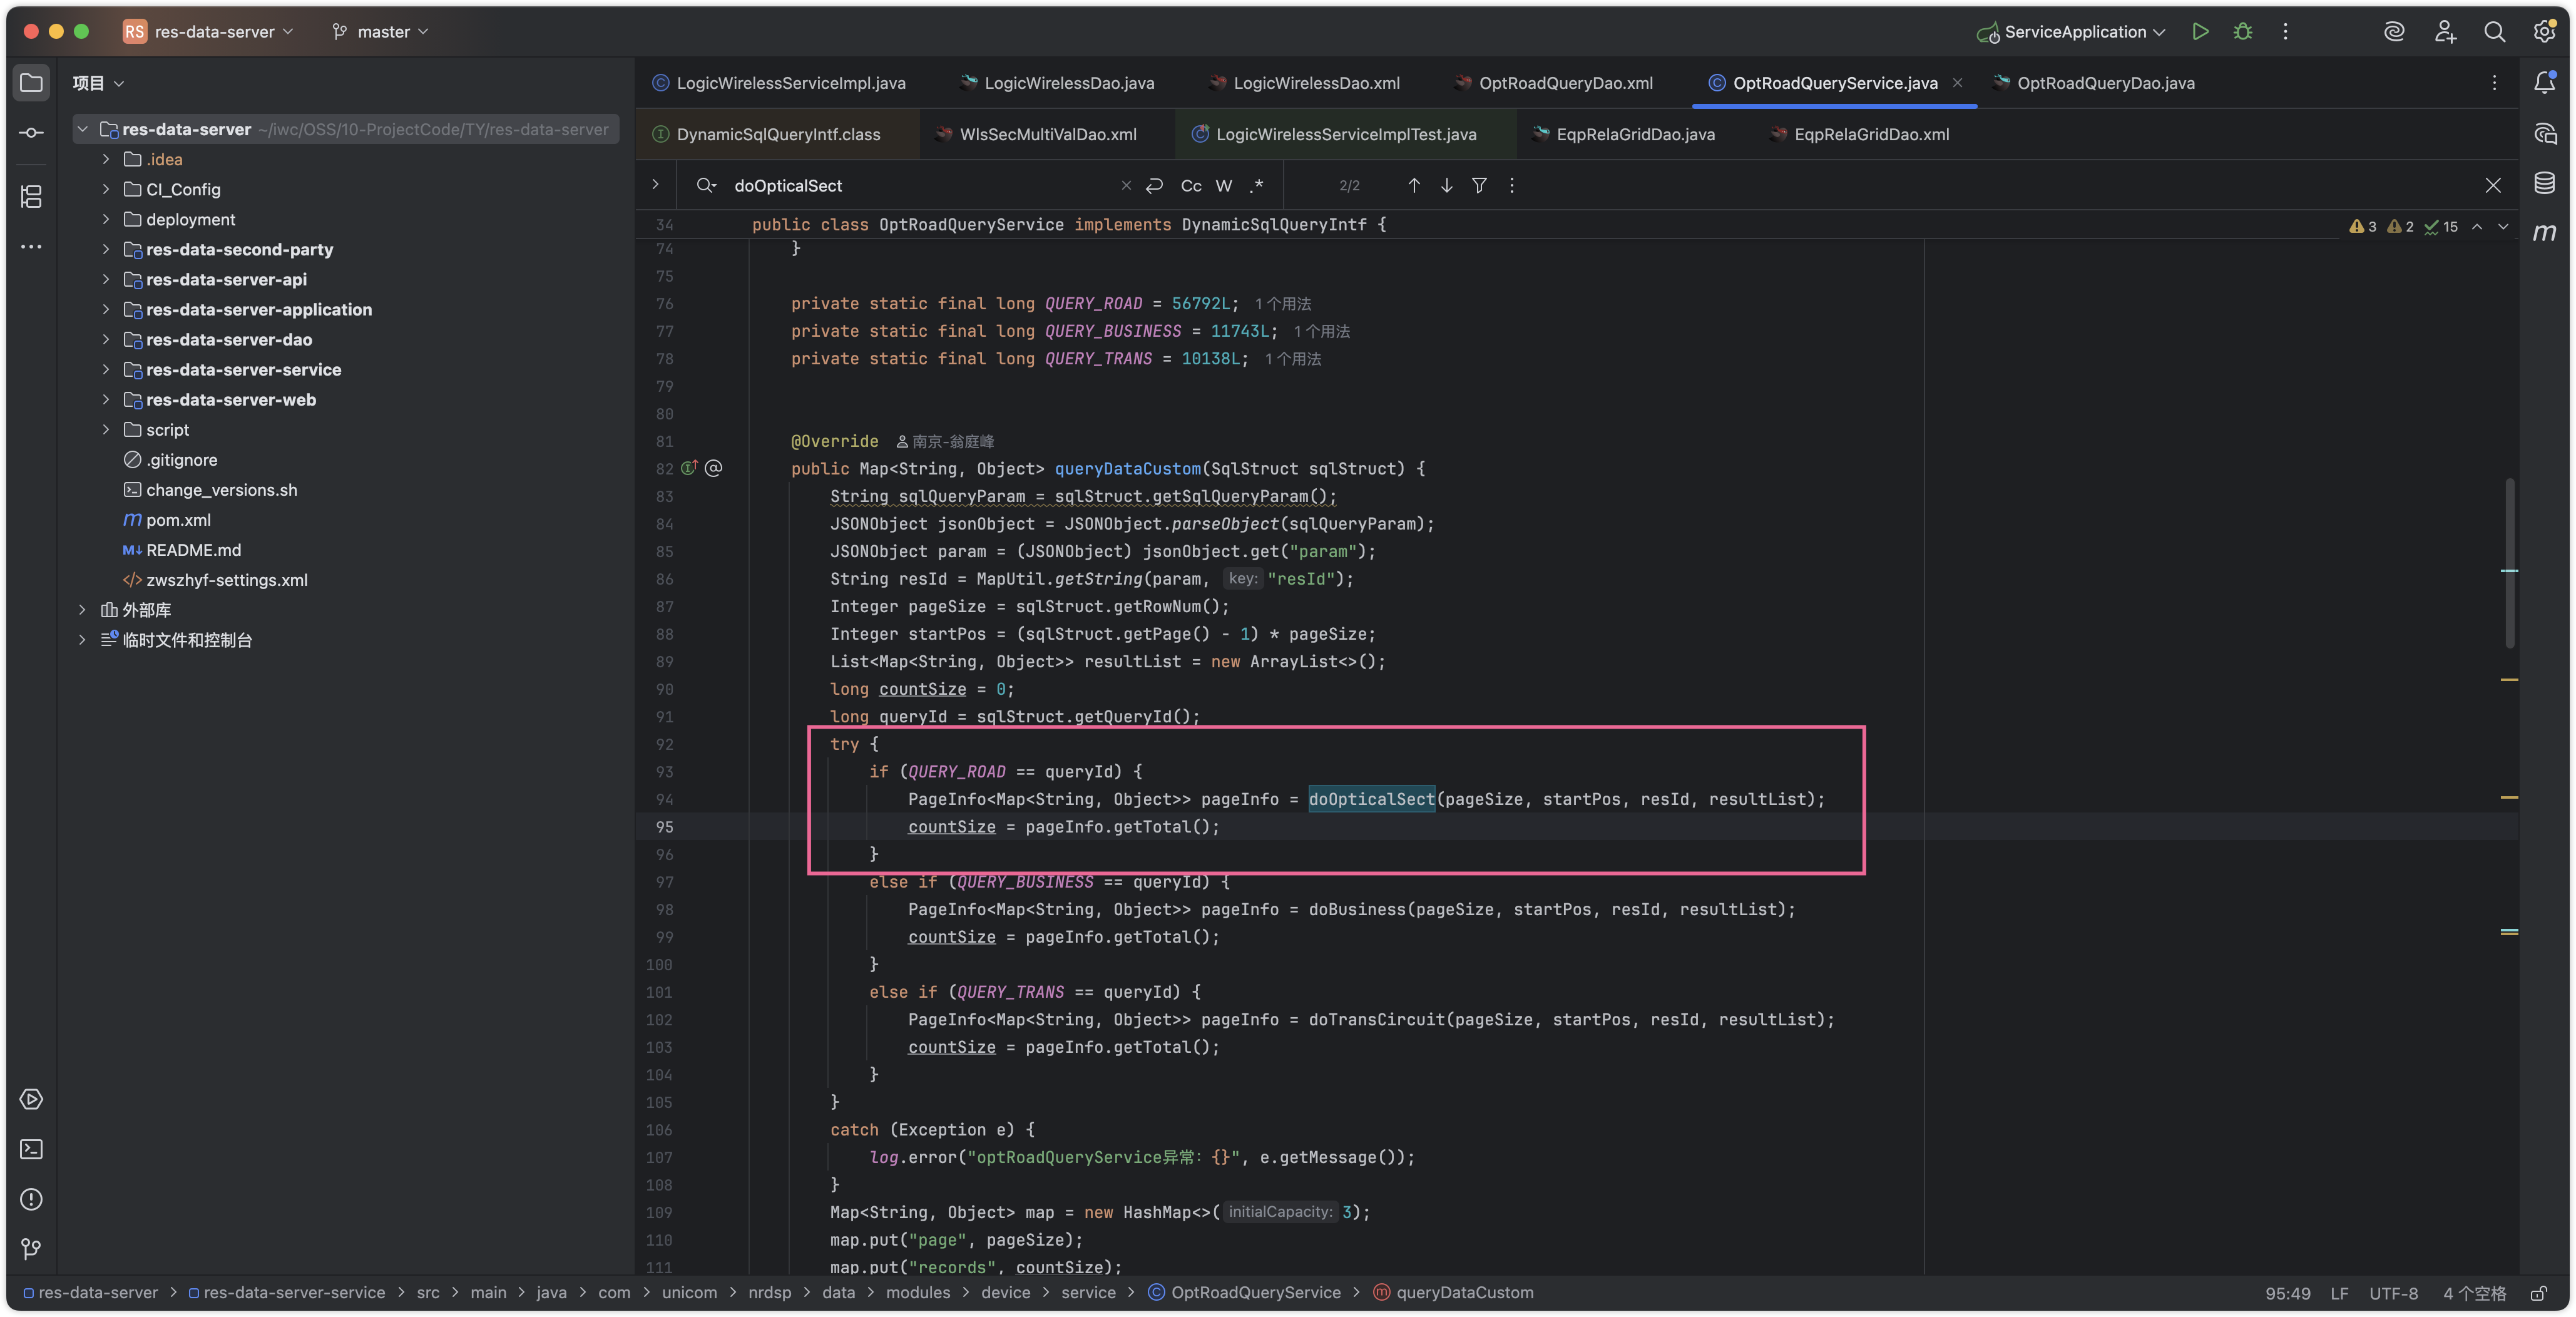 RS res-data-server master ServiceApplication
项目
LogicWirelessServiceImpl.java LogicWirelessDao.java LogicWirelessDao.xml OptRoadQueryDao.xml OptRoadQueryService.java OptRoadQueryDao.java
DynamicSqlQueryIntf.class WlsSecMultiValDao.xml LogicWirelessServiceImplTest.java EqpRelaGridDao.java EqpRelaGridDao.xml
doOpticalSect Cc W .* 2/2
res-data-server ~/iwc/OSS/10-ProjectCode/TY/res-data-server
.idea
CI_Config
deployment
res-data-second-party
res-data-server-api
res-data-server-application
res-data-server-dao
res-data-server-service
res-data-server-web
script
.gitignore
change_versions.sh
m pom.xml
M↓ README.md
</> zwszhyf-settings.xml
外部库
临时文件和控制台
34 public class OptRoadQueryService implements DynamicSqlQueryIntf { 3 2 15
74 }
75
76 private static final long QUERY_ROAD = 56792L; 1 个用法
77 private static final long QUERY_BUSINESS = 11743L; 1 个用法
78 private static final long QUERY_TRANS = 10138L; 1 个用法
79
80
81 @Override 南京-翁庭峰
82 public Map<String, Object> queryDataCustom(SqlStruct sqlStruct) {
83 String sqlQueryParam = sqlStruct.getSqlQueryParam();
84 JSONObject jsonObject = JSONObject.parseObject(sqlQueryParam);
85 JSONObject param = (JSONObject) jsonObject.get("param");
86 String resId = MapUtil.getString(param, key: "resId");
87 Integer pageSize = sqlStruct.getRowNum();
88 Integer startPos = (sqlStruct.getPage() - 1) * pageSize;
89 List<Map<String, Object>> resultList = new ArrayList<>();
90 long countSize = 0;
91 long queryId = sqlStruct.getQueryId();
92 try {
93 if (QUERY_ROAD == queryId) {
94 PageInfo<Map<String, Object>> pageInfo = doOpticalSect(pageSize, startPos, resId, resultList);
95 countSize = pageInfo.getTotal();
96 }
97 else if (QUERY_BUSINESS == queryId) {
98 PageInfo<Map<String, Object>> pageInfo = doBusiness(pageSize, startPos, resId, resultList);
99 countSize = pageInfo.getTotal();
100 }
101 else if (QUERY_TRANS == queryId) {
102 PageInfo<Map<String, Object>> pageInfo = doTransCircuit(pageSize, startPos, resId, resultList);
103 countSize = pageInfo.getTotal();
104 }
105 }
106 catch (Exception e) {
107 log.error("optRoadQueryService异常：{}", e.getMessage());
108 }
109 Map<String, Object> map = new HashMap<>( initialCapacity: 3);
110 map.put("page", pageSize);
111 map.put("records", countSize);
res-data-server > res-data-server-service > src > main > java > com > unicom > nrdsp > data > modules > device > service > OptRoadQueryService > queryDataCustom 95:49 LF UTF-8 4 个空格